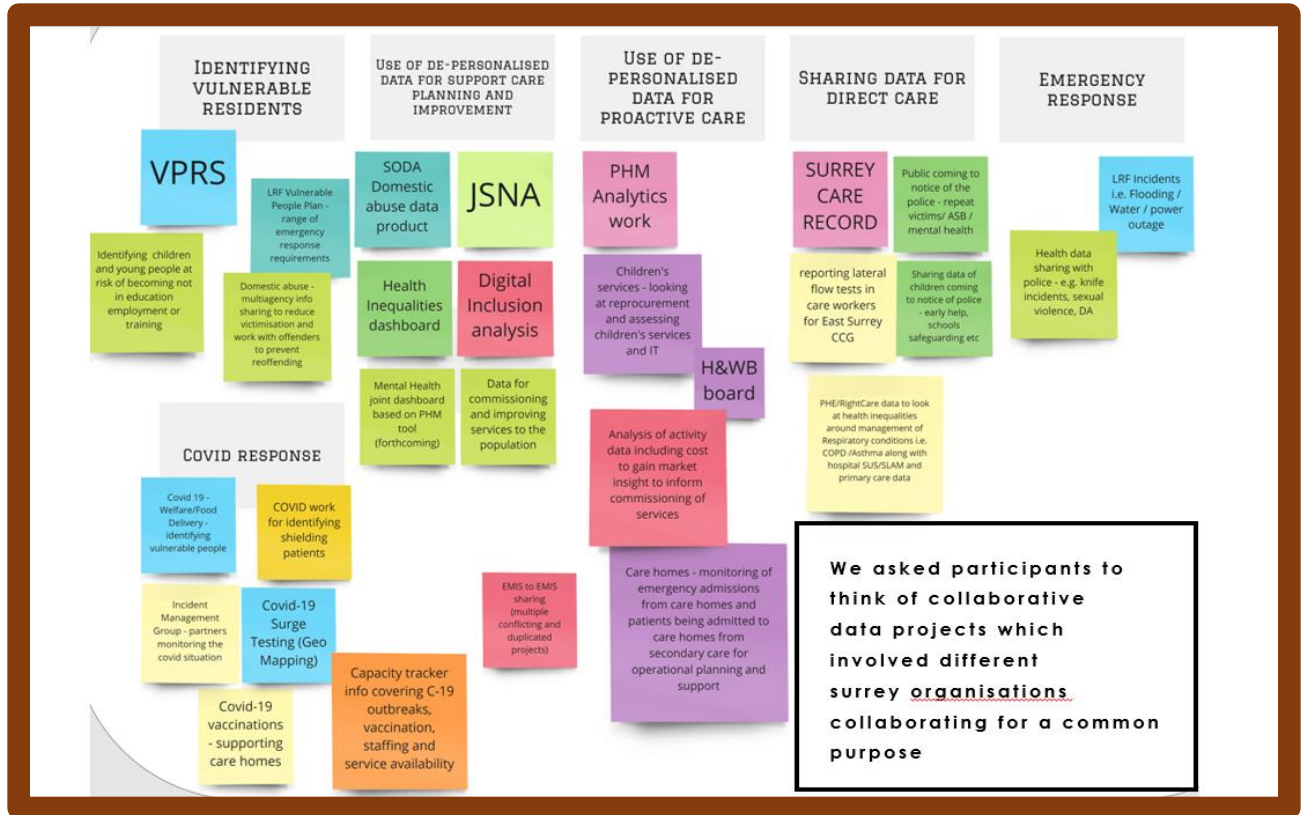 IDENTIFYING
VULNERABLE
RESIDENTS
VPRS
LRF Vulnerable
People Plan -
range of
emergency
response
requirements
Identifying children
and young people at
risk of becoming not
in education
employment or
training
Domestic abuse -
multiagency info
sharing to reduce
victimisation and
work with offenders
to prevent
reoffending
USE OF DE-PERSONALISED
DATA FOR SUPPORT CARE
PLANNING AND
IMPROVEMENT
SODA
Domestic
abuse data
product
JSNA
Health
Inequalities
dashboard
Digital
Inclusion
analysis
Mental Health
joint dashboard
based on PHM
tool
(forthcoming)
Data for
commissioning
and improving
services to the
population
USE OF DE-
PERSONALISED
DATA FOR
PROACTIVE CARE
PHM
Analytics
work
Children's
services - looking
at reprocurement
and assessing
children's services
and IT
H&WB
board
Analysis of activity
data including cost
to gain market
insight to inform
commissioning of
services
Care homes - monitoring of
emergency admissions
from care homes and
patients being admitted to
care homes from
secondary care for
operational planning and
support
SHARING DATA FOR
DIRECT CARE
SURREY
CARE
RECORD
Public coming to
notice of the
police - repeat
victims/ ASB /
mental health
reporting lateral
flow tests in
care workers
for East Surrey
CCG
Sharing data of
children coming
to notice of police
- early help,
schools
safeguarding etc
PHE/RightCare data to look
at health inequalities
around management of
Respiratory conditions i.e.
COPD /Asthma along with
hospital SUS/SLAM and
primary care data
EMERGENCY
RESPONSE
LRF Incidents
i.e. Flooding /
Water / power
outage
Health data
sharing with
police - e.g. knife
incidents, sexual
violence, DA
COVID RESPONSE
Covid 19 -
Welfare/Food
Delivery -
identifying
vulnerable people
COVID work
for identifying
shielding
patients
Incident
Management
Group - partners
monitoring the
covid situation
Covid-19
Surge
Testing (Geo
Mapping)
Covid-19
vaccinations
- supporting
care homes
Capacity tracker
info covering C-19
outbreaks,
vaccination,
staffing and
service availability
EMIS to EMIS
sharing
(multiple
conflicting and
duplicated
projects)
We asked participants to
think of collaborative
data projects which
involved different
surrey organisations
collaborating for a common
purpose